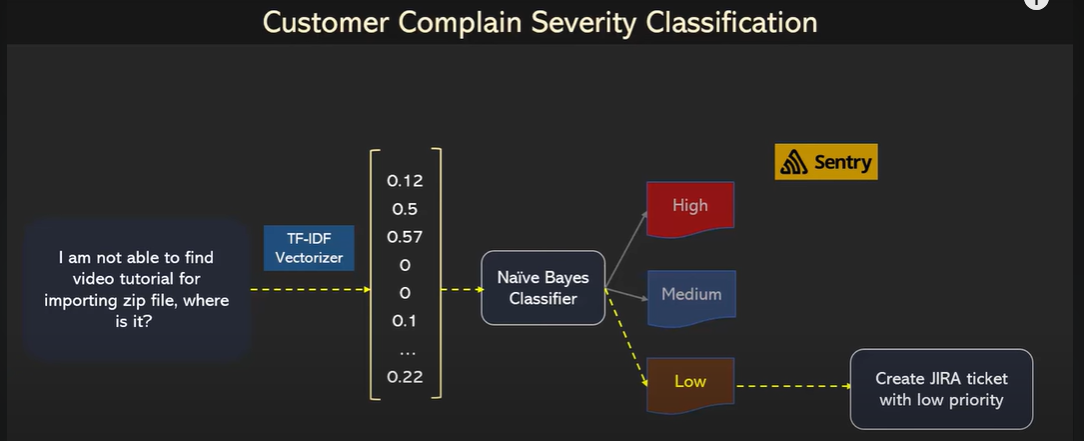 Customer Complain Severity Classification
Sentry
I am not able to find
video tutorial for
importing zip file, where
is it?
TF-IDF
Vectorizer
0.12
0.5
0.57
0
0
0.1
...
0.22
Naïve Bayes
Classifier
High
Medium
Low
Create JIRA ticket
with low priority